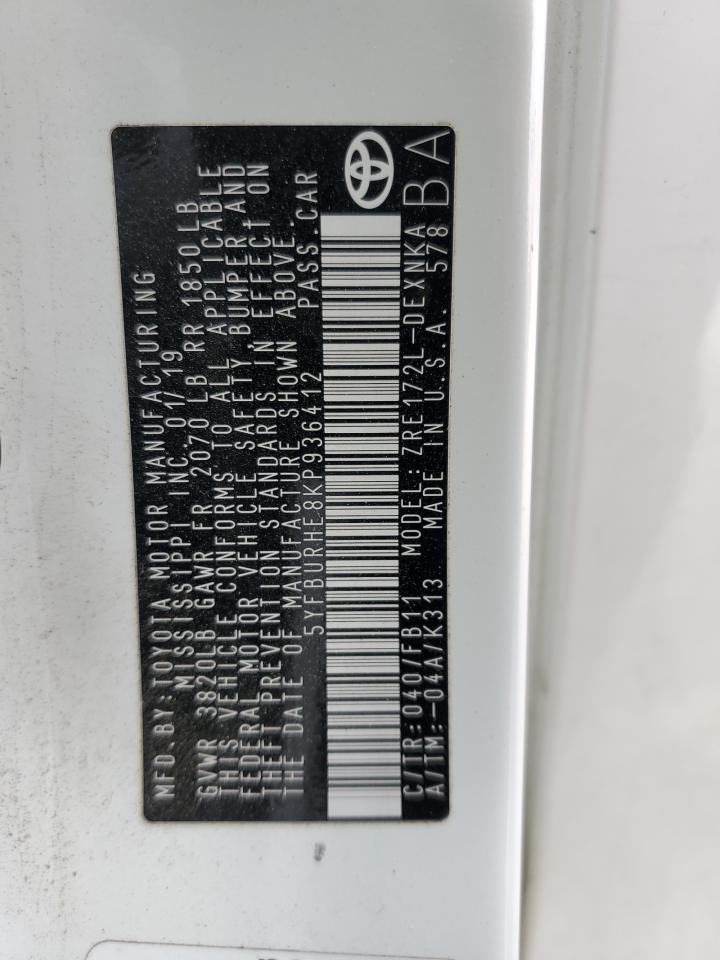 MFD.BY:TOYOTA MOTOR MANUFACTURING
MISSISSIPPI INC. 01/19
GVWR 3820LB GAWR FR 2070 LB RR 1850 LB
THIS VEHICLE CONFORMS TO ALL APPLICABLE
FEDERAL MOTOR VEHICLE SAFETY, BUMPER AND
THEFT PREVENTION STANDARDS IN EFFECT ON
THE DATE OF MANUFACTURE SHOWN ABOVE.
5YFBURHE8KP936412 PASS.CAR
C/TR:040/FB11 MODEL:ZRE172L-DEXNKA
A/TM:-04A/K313 MADE IN U.S.A. 578 BA